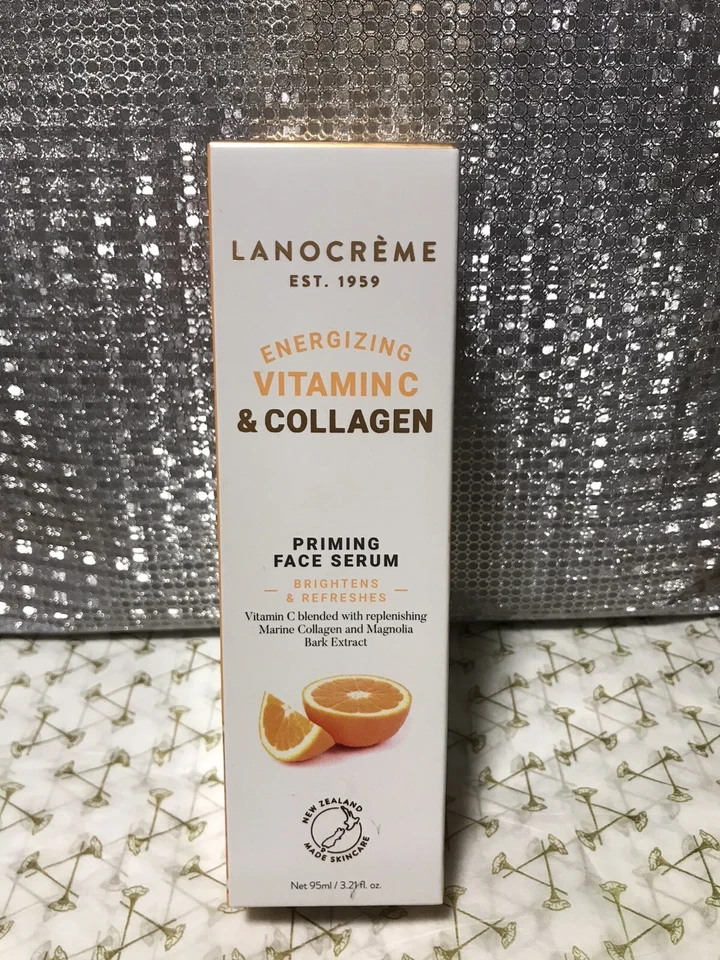 LANOCRÈME
EST. 1959
ENERGIZING
VITAMIN C
& COLLAGEN
PRIMING
FACE SERUM
BRIGHTENS
& REFRESHES
Vitamin C blended with replenishing
Marine Collagen and Magnolia
Bark Extract
NEW ZEALAND
MADE SKINCARE
Net 95ml / 3.21fl. oz.